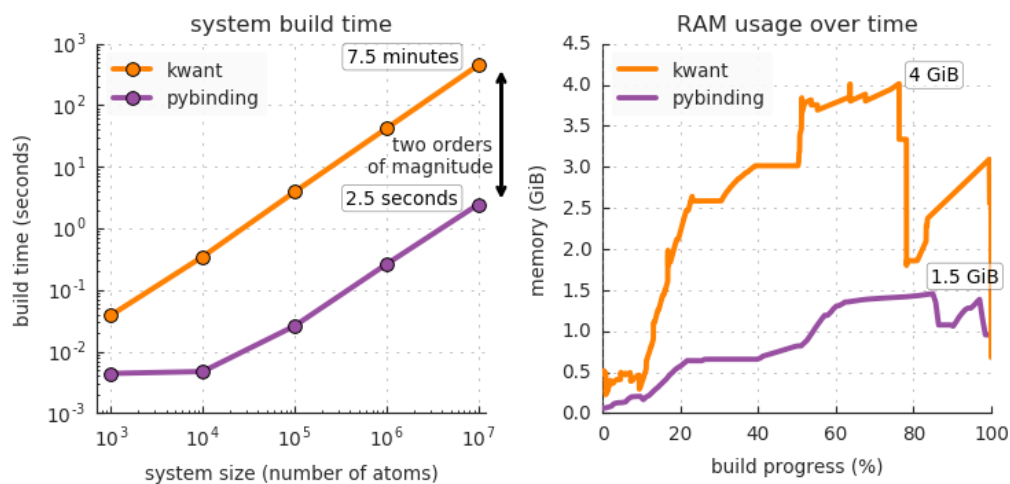 system build time
10^3
10^2
10^1
10^0
10^-1
10^-2
10^-3
build time (seconds)
kwant
pybinding
7.5 minutes
two orders
of magnitude
2.5 seconds
10^3
10^4
10^5
10^6
10^7
system size (number of atoms)
RAM usage over time
4.5
4.0
3.5
3.0
2.5
2.0
1.5
1.0
0.5
0.0
memory (GiB)
kwant
pybinding
4 GiB
1.5 GiB
0
20
40
60
80
100
build progress (%)